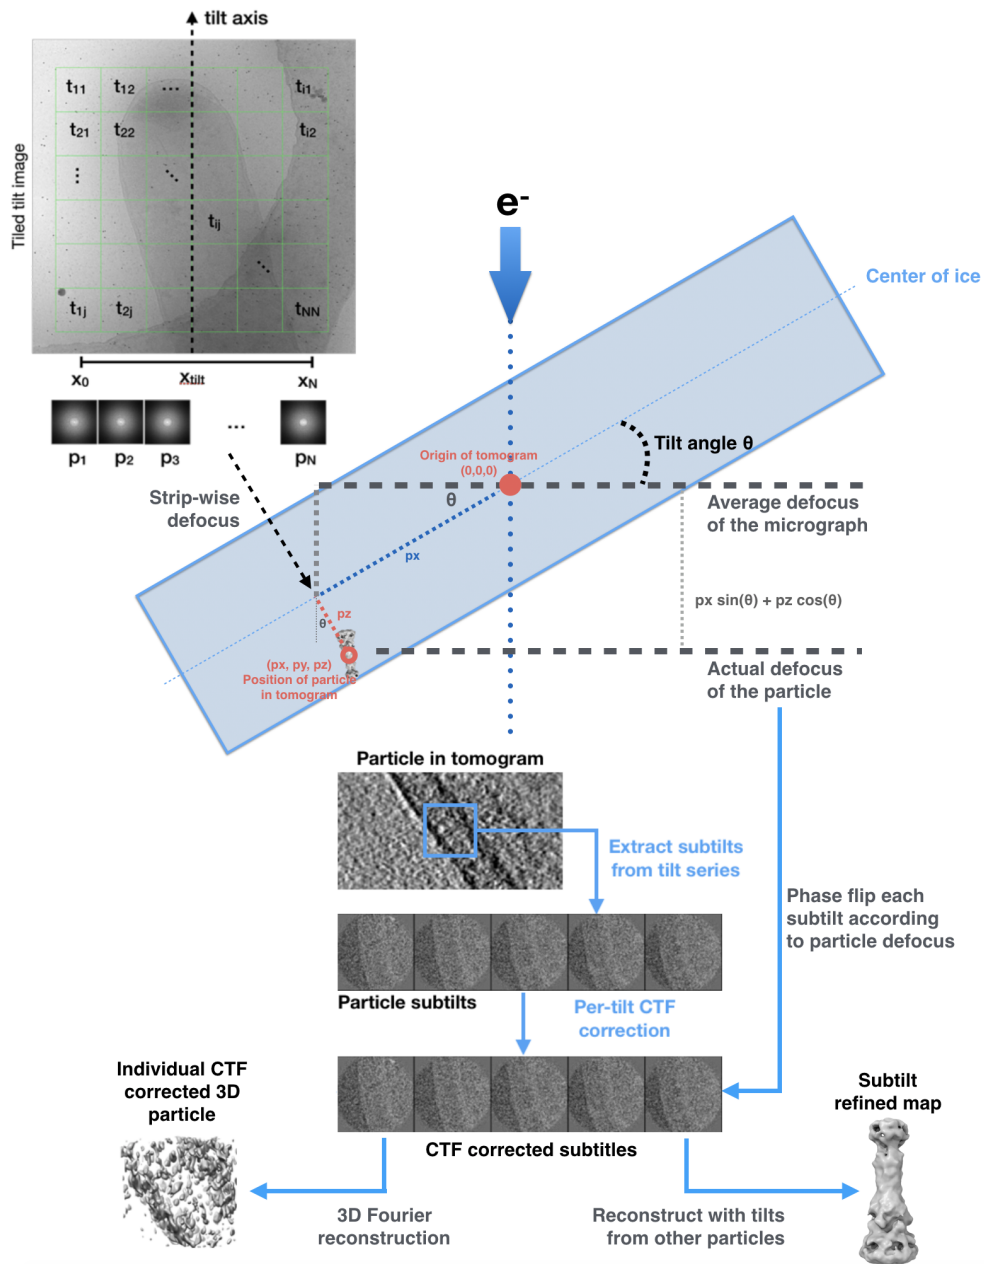 tilt axis
Tiled tilt image
t11 t12 ... ti1
t21 t22 ti2
⋮ ⋱
tij
⋱
t1j t2j tNN
x0 xtilt xN
...
p1 p2 p3 pN
Strip-wise
defocus
e-
Center of ice
Tilt angle θ
Origin of tomogram
(0,0,0)
θ
Average defocus
of the micrograph
px
px sin(θ) + pz cos(θ)
pz
θ
(px, py, pz)
Position of particle
in tomogram
Actual defocus
of the particle
Particle in tomogram
Extract subtilts
from tilt series
Phase flip each
subtilt according
to particle defocus
Particle subtilts
Per-tilt CTF
correction
Individual CTF
corrected 3D
particle
Subtilt
refined map
CTF corrected subtitles
3D Fourier
reconstruction
Reconstruct with tilts
from other particles